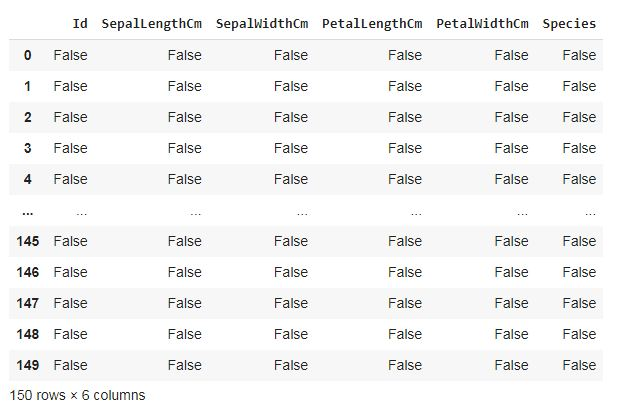 Id SepalLengthCm SepalWidthCm PetalLengthCm PetalWidthCm Species
0 False False False False False False
1 False False False False False False
2 False False False False False False
3 False False False False False False
4 False False False False False False
... ... ... ... ... ... ...
145 False False False False False False
146 False False False False False False
147 False False False False False False
148 False False False False False False
149 False False False False False False
150 rows × 6 columns